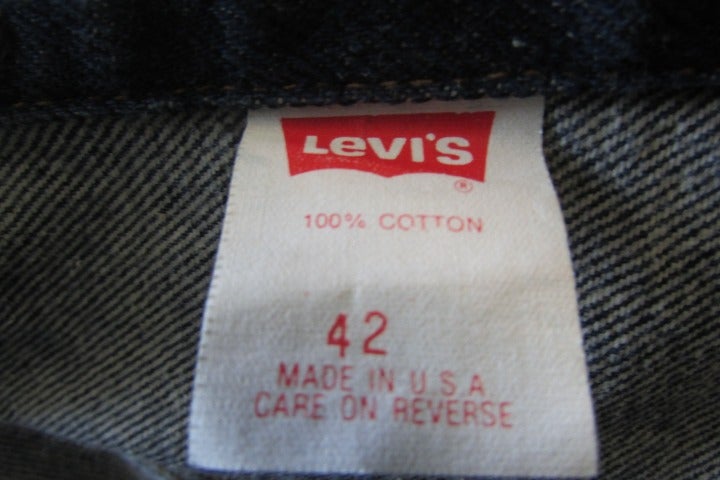 Levi's
®
100% COTTON
42
MADE IN U.S.A
CARE ON REVERSE